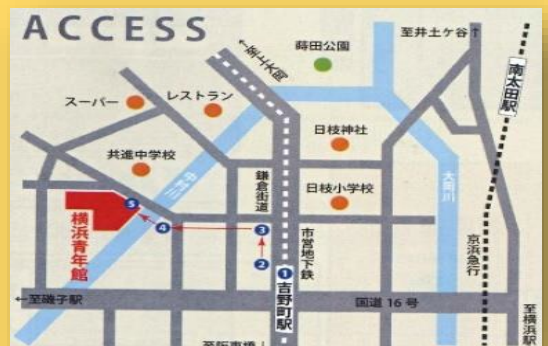 ACCESS
↖至上大岡
蒔田公園
至井土ケ谷↑
南太田駅
スーパー
レストラン
日枝神社
共進中学校
中村川
鎌倉街道
日枝小学校
大岡川
横浜青年館
5
4
3
2
市営地下鉄
京浜急行
1
吉野町駅
←至磯子駅
国道16号
至横浜駅
至阪東橋↓